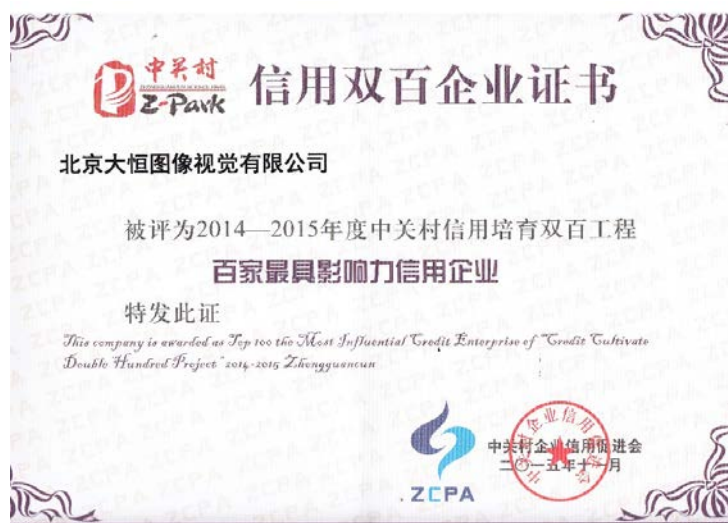 中关村
Z-Park
信用双百企业证书
北京大恒图像视觉有限公司
被评为2014—2015年度中关村信用培育双百工程
百家最具影响力信用企业
特发此证
This company is awarded as Top 100 the Most Influential Credit Enterprise of "Credit Cultivate
Double Hundred Project" 2014-2015 Zhongguancun
中关村企业信用促进会
二〇一五年十一月
ZCPA